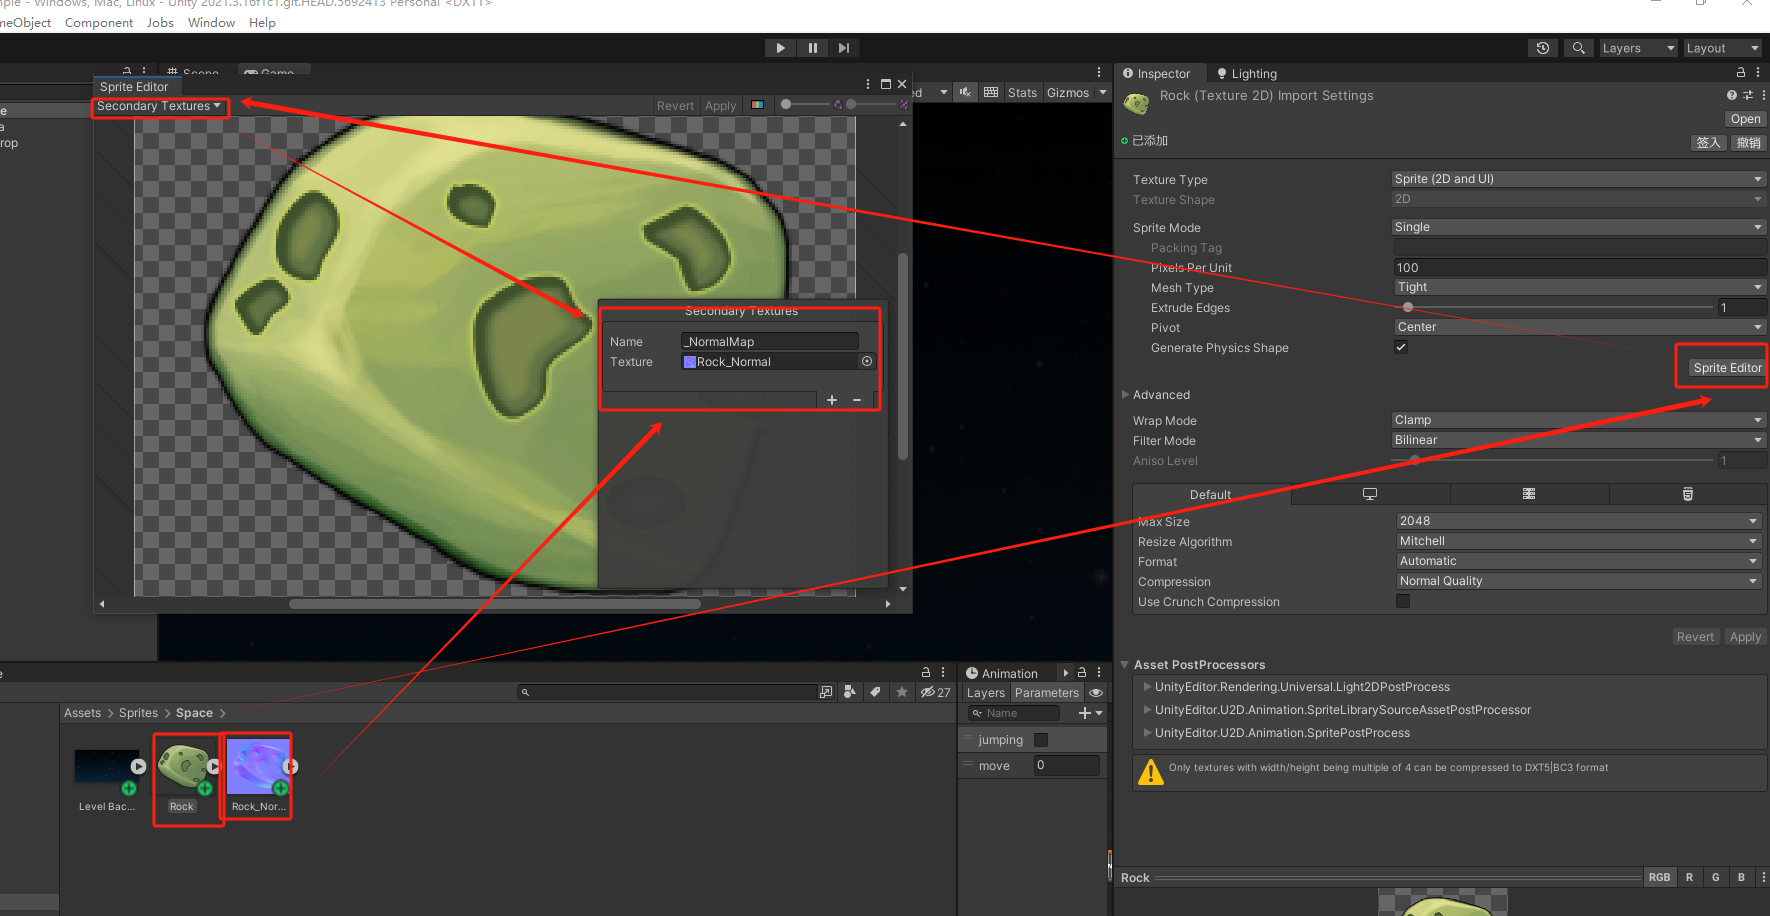 mple - Windows, Mac, Linux - Unity 2021.3.16f1c1.git.HEAD.5692413 Personal <DX11>
meObject Component Jobs Window Help
Layers Layout
Scene Game
Sprite Editor
Secondary Textures Revert Apply
ed Stats Gizmos
e
a
rop
Secondary Textures
Name _NormalMap
Texture Rock_Normal
Inspector Lighting
Rock (Texture 2D) Import Settings
Open
已添加 签入 撤销
Texture Type Sprite (2D and UI)
Texture Shape 2D
Sprite Mode Single
Packing Tag
Pixels Per Unit 100
Mesh Type Tight
Extrude Edges 1
Pivot Center
Generate Physics Shape
Sprite Editor
Advanced
Wrap Mode Clamp
Filter Mode Bilinear
Aniso Level 1
Default
Max Size 2048
Resize Algorithm Mitchell
Format Automatic
Compression Normal Quality
Use Crunch Compression
Revert Apply
Asset PostProcessors
UnityEditor.Rendering.Universal.Light2DPostProcess
UnityEditor.U2D.Animation.SpriteLibrarySourceAssetPostProcessor
UnityEditor.U2D.Animation.SpritePostProcess
Only textures with width/height being multiple of 4 can be compressed to DXT5|BC3 format
Rock RGB R G B
e
27
Assets > Sprites > Space >
Level Bac... Rock Rock_Nor...
Animation
Layers Parameters
Name
jumping
move 0